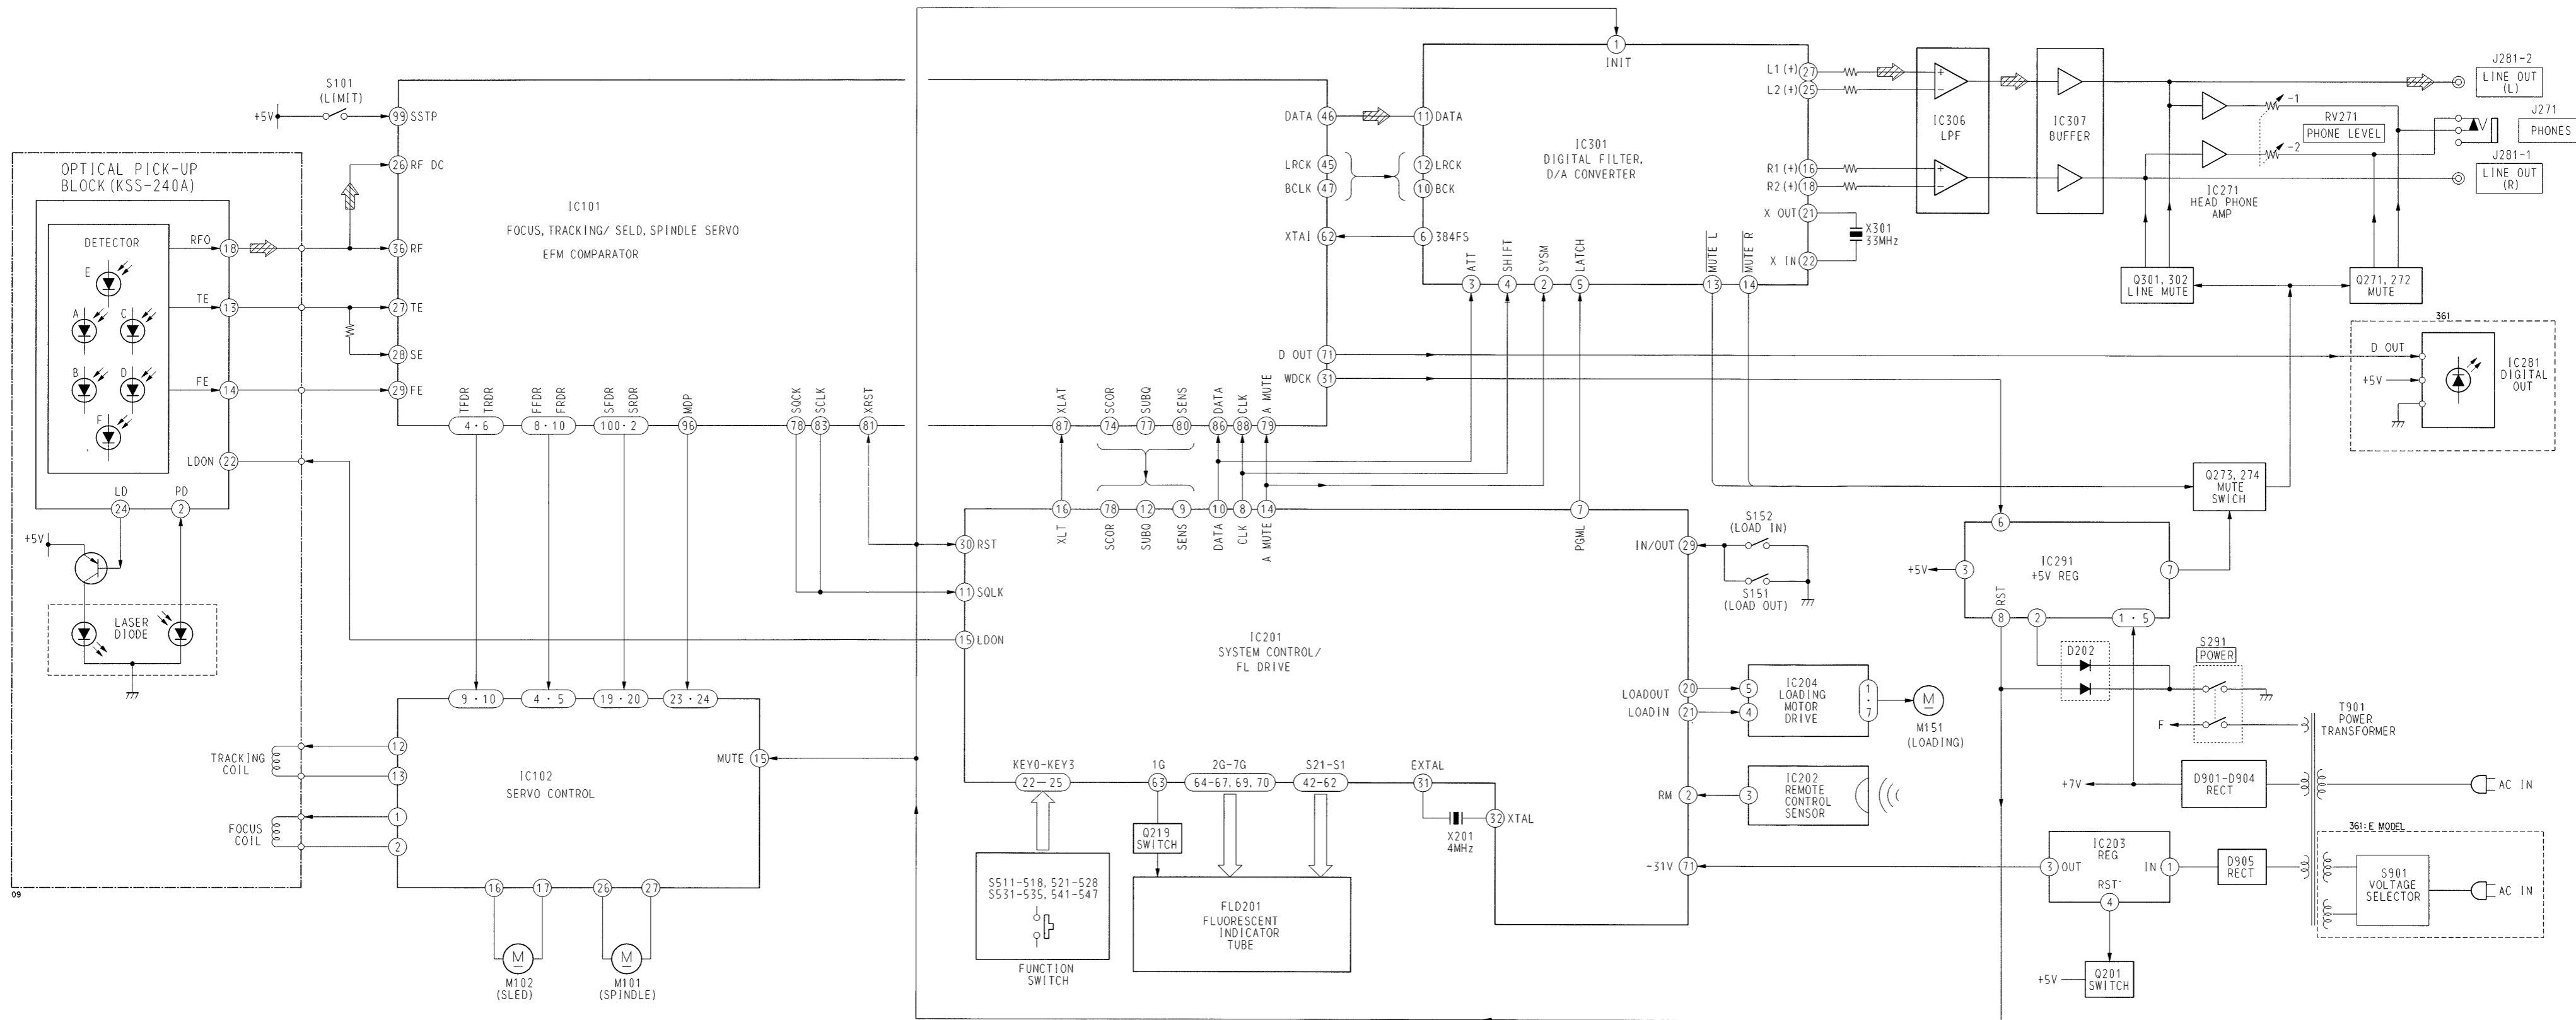 OPTICAL PICK-UP
BLOCK (KSS-240A)
DETECTOR
E
A
C
B
D
F
RFO
18
TE
13
FE
14
LDON
22
LD
24
PD
2
+5V
LASER
DIODE
TRACKING
COIL
FOCUS
COIL
09
S101
(LIMIT)
+5V
99 SSTP
26 RF DC
36 RF
27 TE
28 SE
29 FE
IC101
FOCUS, TRACKING/ SELD, SPINDLE SERVO
EFM COMPARATOR
TFDR
TRDR
4 · 6
FFDR
FRDR
8 · 10
SFDR
SRDR
100 · 2
MDP
96
SQCK
78
SCLK
83
XRST
81
XLAT
87
SCOR
74
SUBQ
77
SENS
80
DATA
86
CLK
88
A MUTE
79
DATA 46
LRCK 45
BCLK 47
XTAI 62
D OUT 71
WDCK 31
1
INIT
11 DATA
12 LRCK
10 BCK
6 384FS
IC301
DIGITAL FILTER,
D/A CONVERTER
L1 (+) 27
L2 (+) 25
R1 (+) 16
R2 (+) 18
X OUT 21
X IN 22
X301
33MHz
ATT
3
SHIFT
4
SYSM
2
LATCH
5
MUTE L
13
MUTE R
14
IC306
LPF
IC307
BUFFER
-1
-2
RV271
PHONE LEVEL
IC271
HEAD PHONE
AMP
J281-2
LINE OUT
(L)
J271
PHONES
J281-1
LINE OUT
(R)
Q301, 302
LINE MUTE
Q271, 272
MUTE
361
D OUT
+5V
IC281
DIGITAL
OUT
Q273, 274
MUTE
SWICH
9 · 10
4 · 5
19 · 20
23 · 24
12
13
1
2
IC102
SERVO CONTROL
MUTE 15
16
17
26
27
M
M102
(SLED)
M
M101
(SPINDLE)
16
XLT
78
SCOR
12
SUBQ
9
SENS
10
DATA
8
CLK
14
A MUTE
7
PGML
30 RST
11 SQLK
15 LDON
IC201
SYSTEM CONTROL/
FL DRIVE
IN/OUT 29
S152
(LOAD IN)
S151
(LOAD OUT)
LOADOUT 20
LOADIN 21
5
4
IC204
LOADING
MOTOR
DRIVE
1
·
7
M
M151
(LOADING)
RM 2
3
IC202
REMOTE
CONTROL
SENSOR
-31V 71
KEY0-KEY3
22—25
1G
63
2G-7G
64-67, 69, 70
S21-S1
42-62
EXTAL
31
32 XTAL
X201
4MHz
S511-518, 521-528
S531-535, 541-547
FUNCTION
SWITCH
Q219
SWITCH
FLD201
FLUORESCENT
INDICATOR
TUBE
6
+5V
3
IC291
+5V REG
7
RST
8
2
1 · 5
D202
S291
POWER
F
T901
POWER
TRANSFORMER
+7V
D901-D904
RECT
AC IN
3 OUT
IC203
REG
IN 1
RST
4
D905
RECT
361: E MODEL
S901
VOLTAGE
SELECTOR
AC IN
+5V
Q201
SWITCH